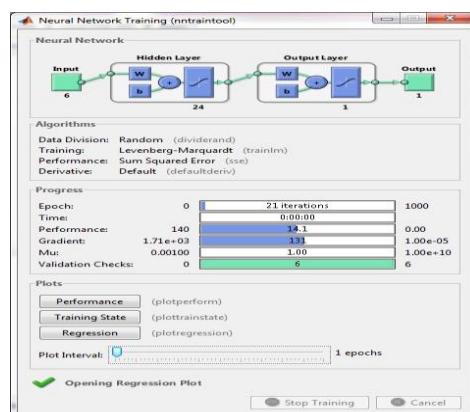 Neural Network Training (nntraintool)
Neural Network
Hidden Layer Output Layer
Input Output
W W
b b
6 24 1 1
Algorithms
Data Division: Random (dividerand)
Training: Levenberg-Marquardt (trainlm)
Performance: Sum Squared Error (sse)
Derivative: Default (defaultderiv)
Progress
Epoch: 0 21 iterations 1000
Time: 0:00:00
Performance: 140 14.1 0.00
Gradient: 1.71e+03 131 1.00e-05
Mu: 0.00100 1.00 1.00e+10
Validation Checks: 0 6 6
Plots
Performance (plotperform)
Training State (plottrainstate)
Regression (plotregression)
Plot Interval: 1 epochs
Opening Regression Plot
Stop Training Cancel